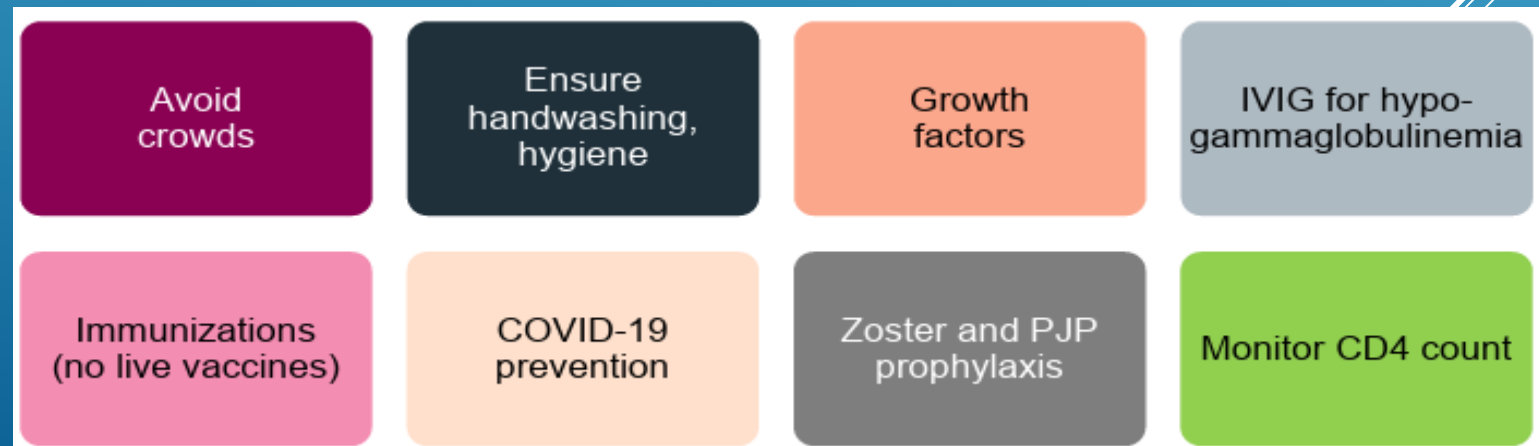 Avoid
crowds
Ensure
handwashing,
hygiene
Growth
factors
IVIG for hypo-
gammaglobulinemia
Immunizations
(no live vaccines)
COVID-19
prevention
Zoster and PJP
prophylaxis
Monitor CD4 count